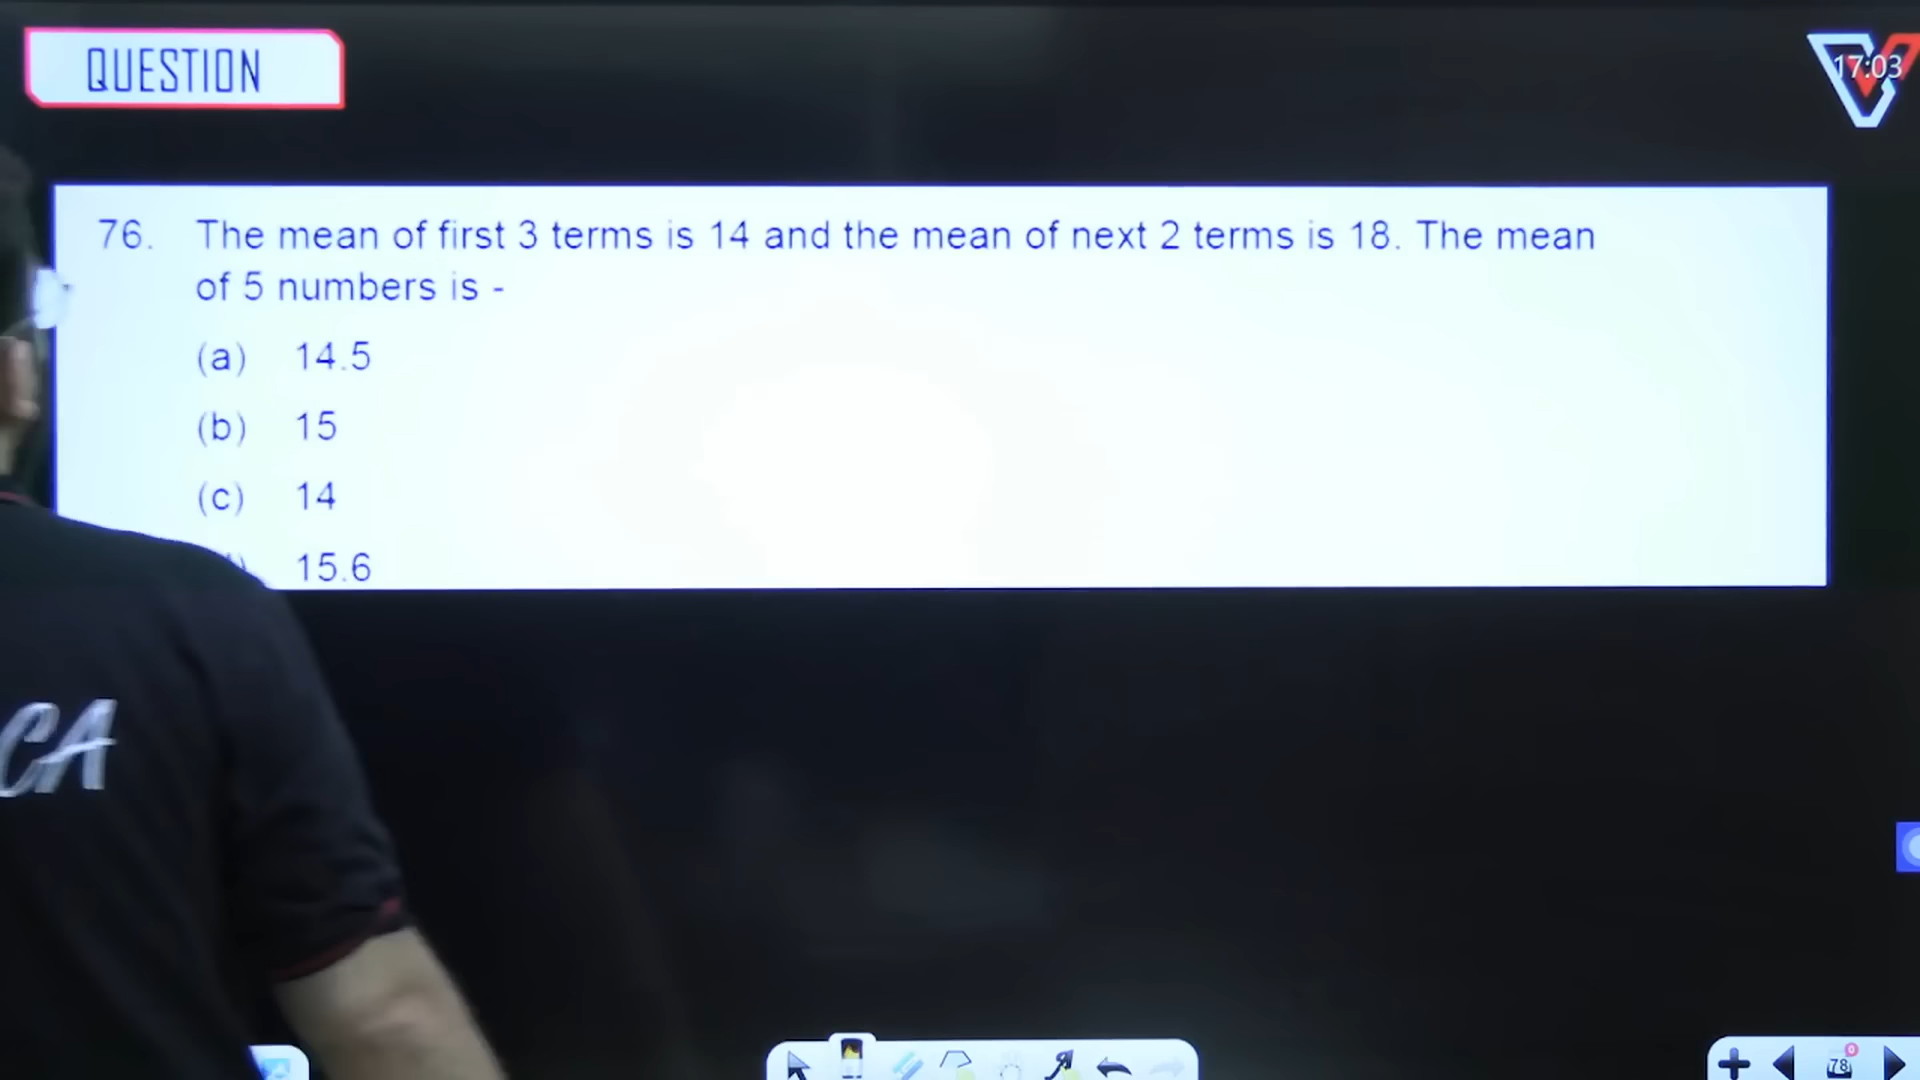 QUESTION
17:03
76. The mean of first 3 terms is 14 and the mean of next 2 terms is 18. The mean
of 5 numbers is -
(a) 14.5
(b) 15
(c) 14
) 15.6
CA
78
0